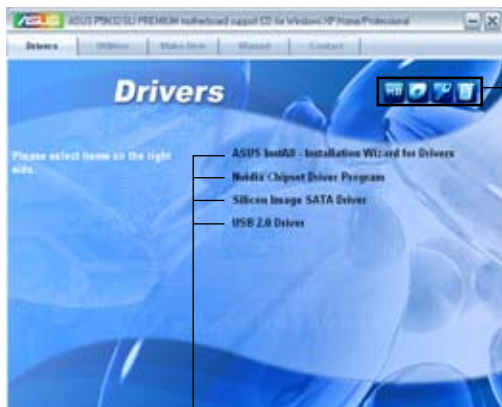 ASUS P5N32-SLI PREMIUM motherboard support CD for Windows XP Home/Professional
Drivers Utilities Make Disk Manual Contact
Drivers
Please select items on the right
side.
ASUS InstAll - Installation Wizard for Drivers
Nvidia Chipset Driver Program
Silicon Image SATA Driver
USB 2.0 Driver